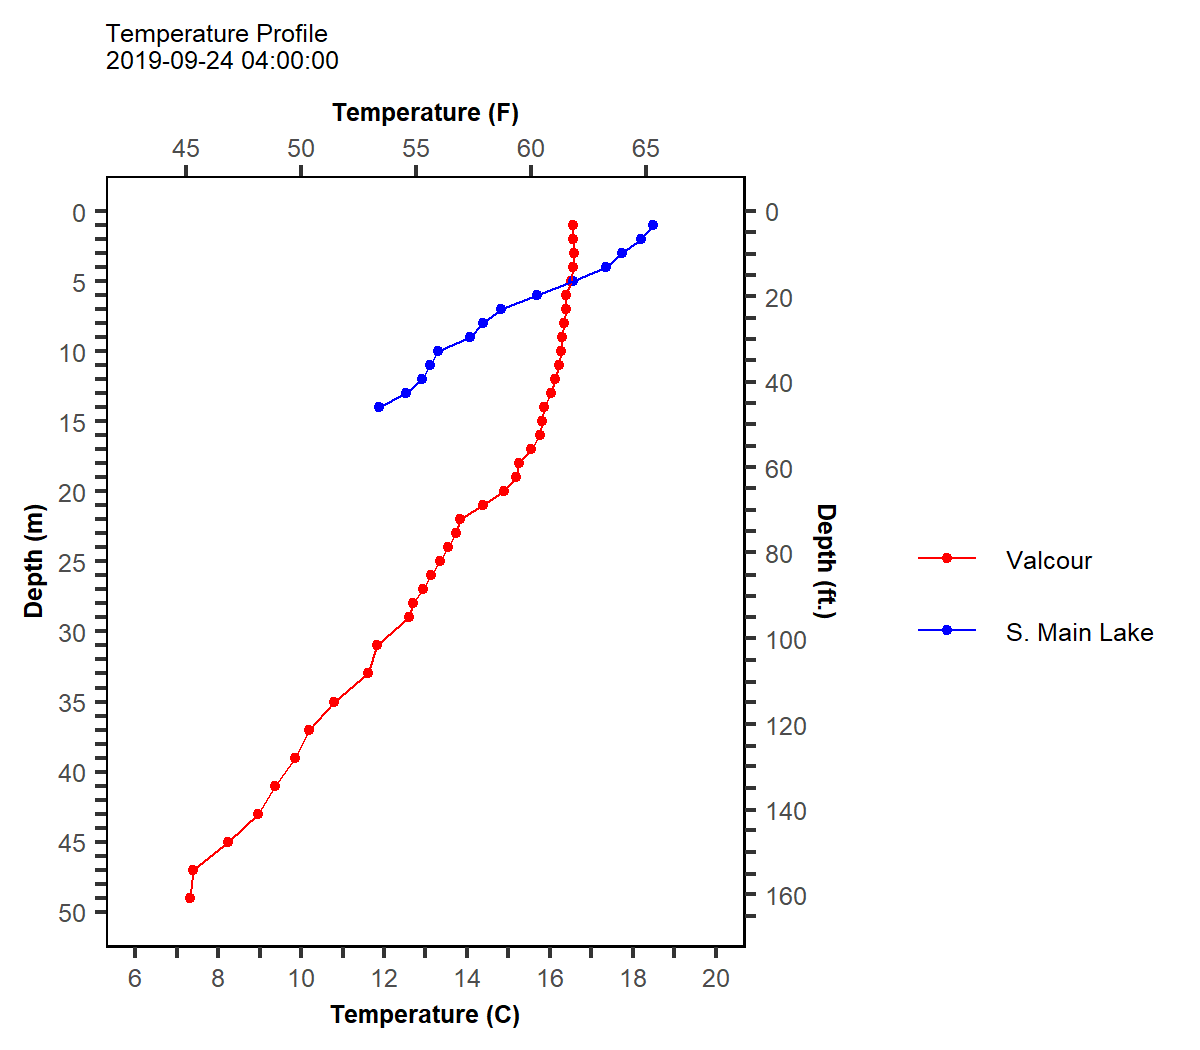 Temperature Profile
2019-09-24 04:00:00
Temperature (F)
45 50 55 60 65
0
5
10
15
20
25
30
35
40
45
50
Depth (m)
0
20
40
60
80
100
120
140
160
Depth (ft.)
Valcour
S. Main Lake
6 8 10 12 14 16 18 20
Temperature (C)